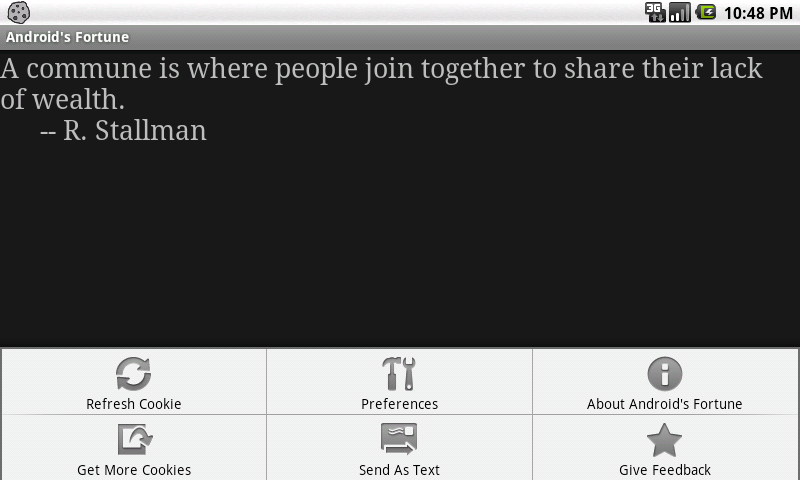 3G
10:48 PM
Android's Fortune
A commune is where people join together to share their lack
of wealth.
-- R. Stallman
Refresh Cookie
Preferences
About Android's Fortune
Get More Cookies
Send As Text
Give Feedback